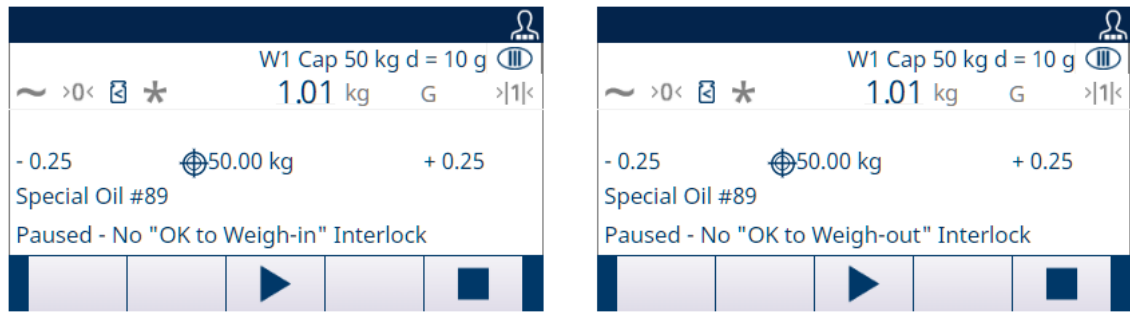 W1 Cap 50 kg d = 10 g III
~ >0< * 1.01 kg G >|1|<
- 0.25 50.00 kg + 0.25
Special Oil #89
Paused - No "OK to Weigh-in" Interlock
W1 Cap 50 kg d = 10 g III
~ >0< * 1.01 kg G >|1|<
- 0.25 50.00 kg + 0.25
Special Oil #89
Paused - No "OK to Weigh-out" Interlock